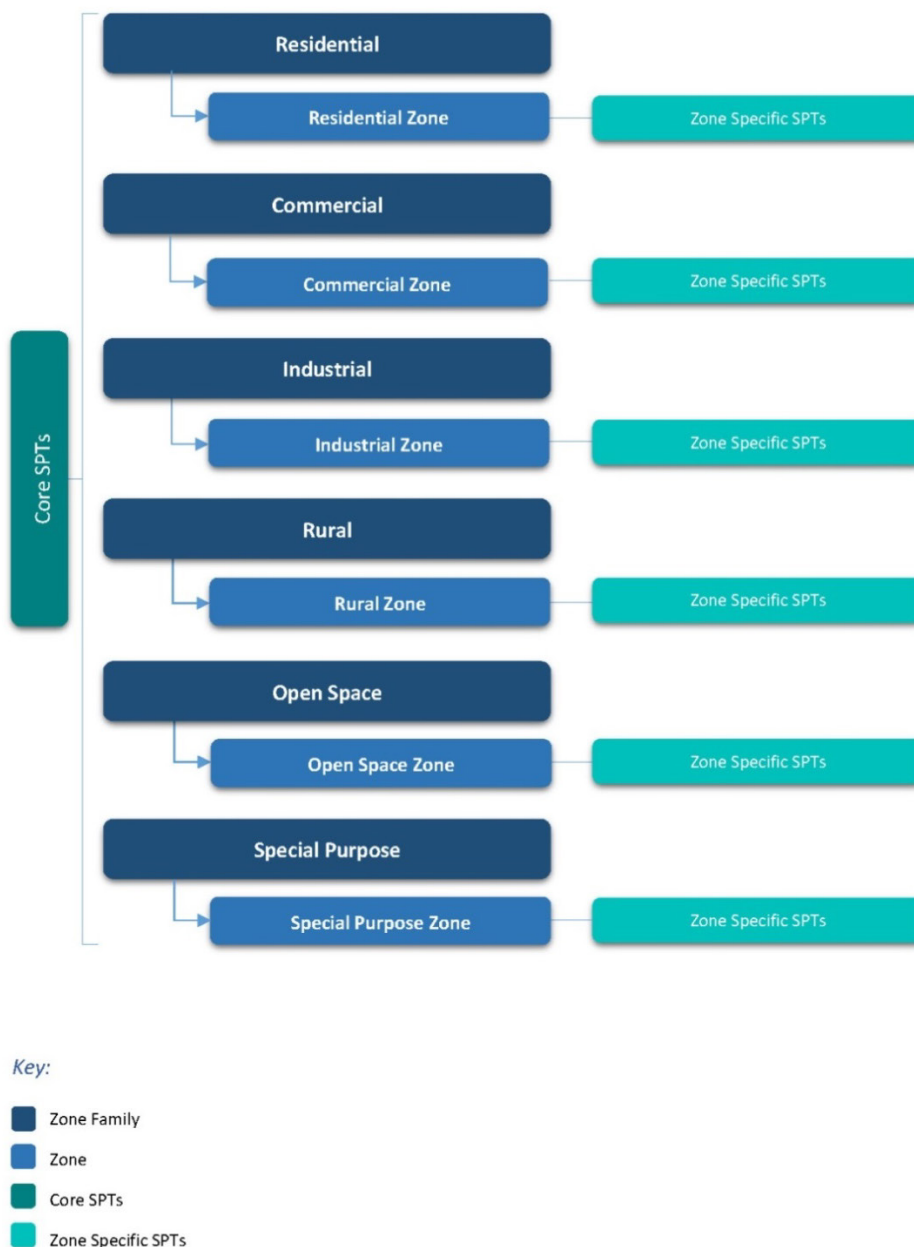 Core SPTs
Residential
Residential Zone
Zone Specific SPTs
Commercial
Commercial Zone
Zone Specific SPTs
Industrial
Industrial Zone
Zone Specific SPTs
Rural
Rural Zone
Zone Specific SPTs
Open Space
Open Space Zone
Zone Specific SPTs
Special Purpose
Special Purpose Zone
Zone Specific SPTs
Key:
Zone Family
Zone
Core SPTs
Zone Specific SPTs